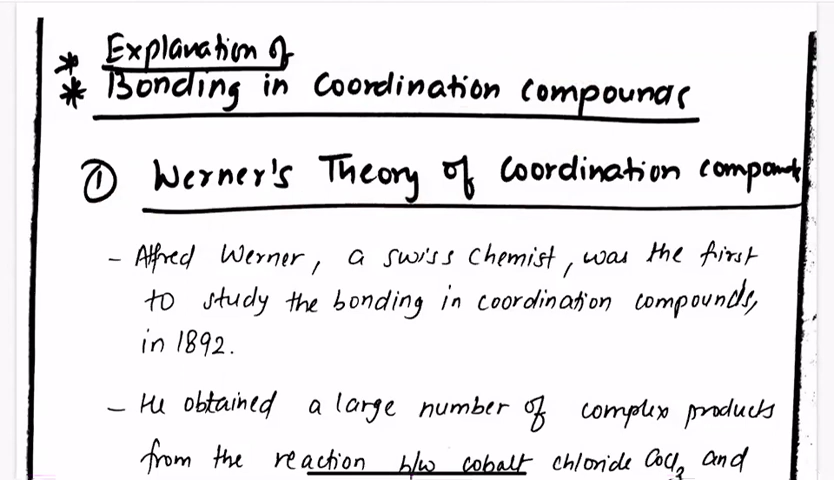 * Explanation of
* Bonding in Coordination compounds
① Werner's Theory of Coordination compounds
- Alfred Werner, a swiss chemist, was the first
to study the bonding in coordination compounds,
in 1892.
- He obtained a large number of complex products
from the reaction b/w cobalt chloride CoCl₂ and